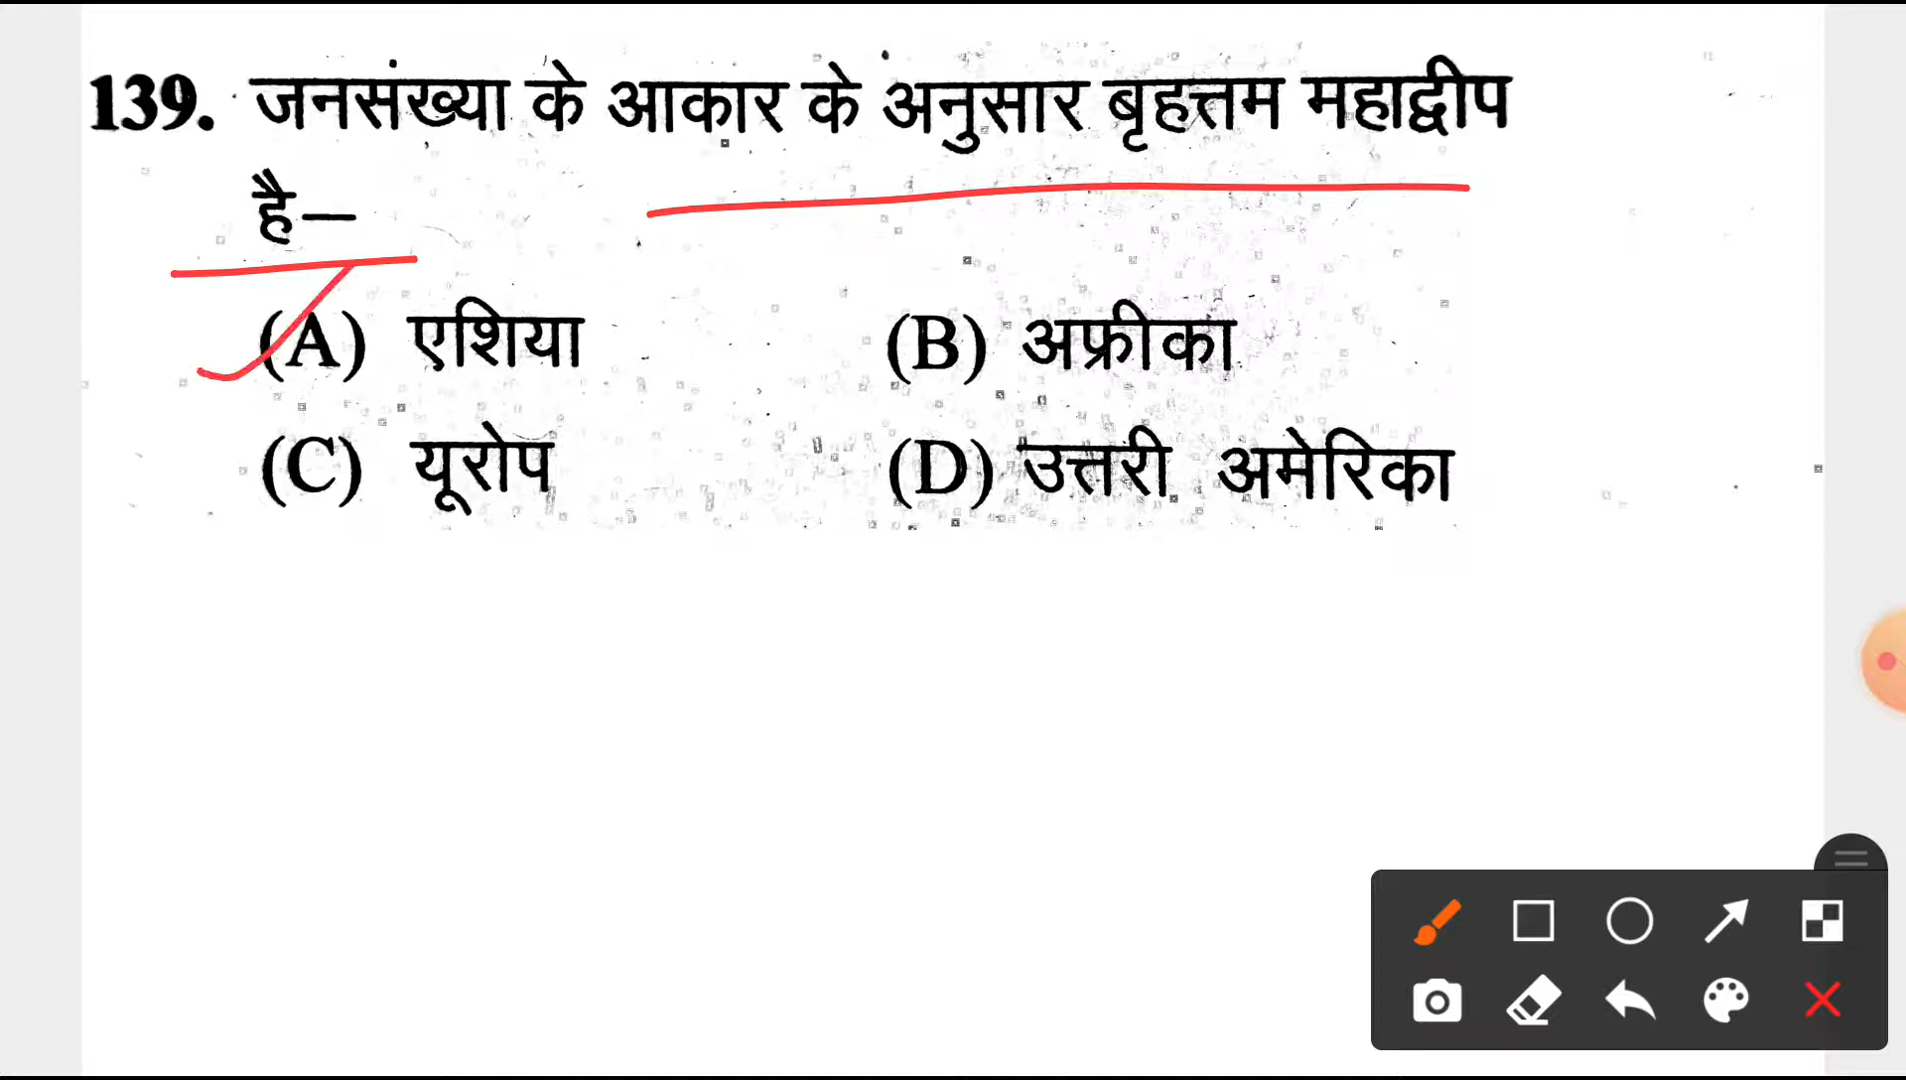 139. जनसंख्या के आकार के अनुसार बृहत्तम महाद्वीप
है—
(A) एशिया (B) अफ्रीका
(C) यूरोप (D) उत्तरी अमेरिका